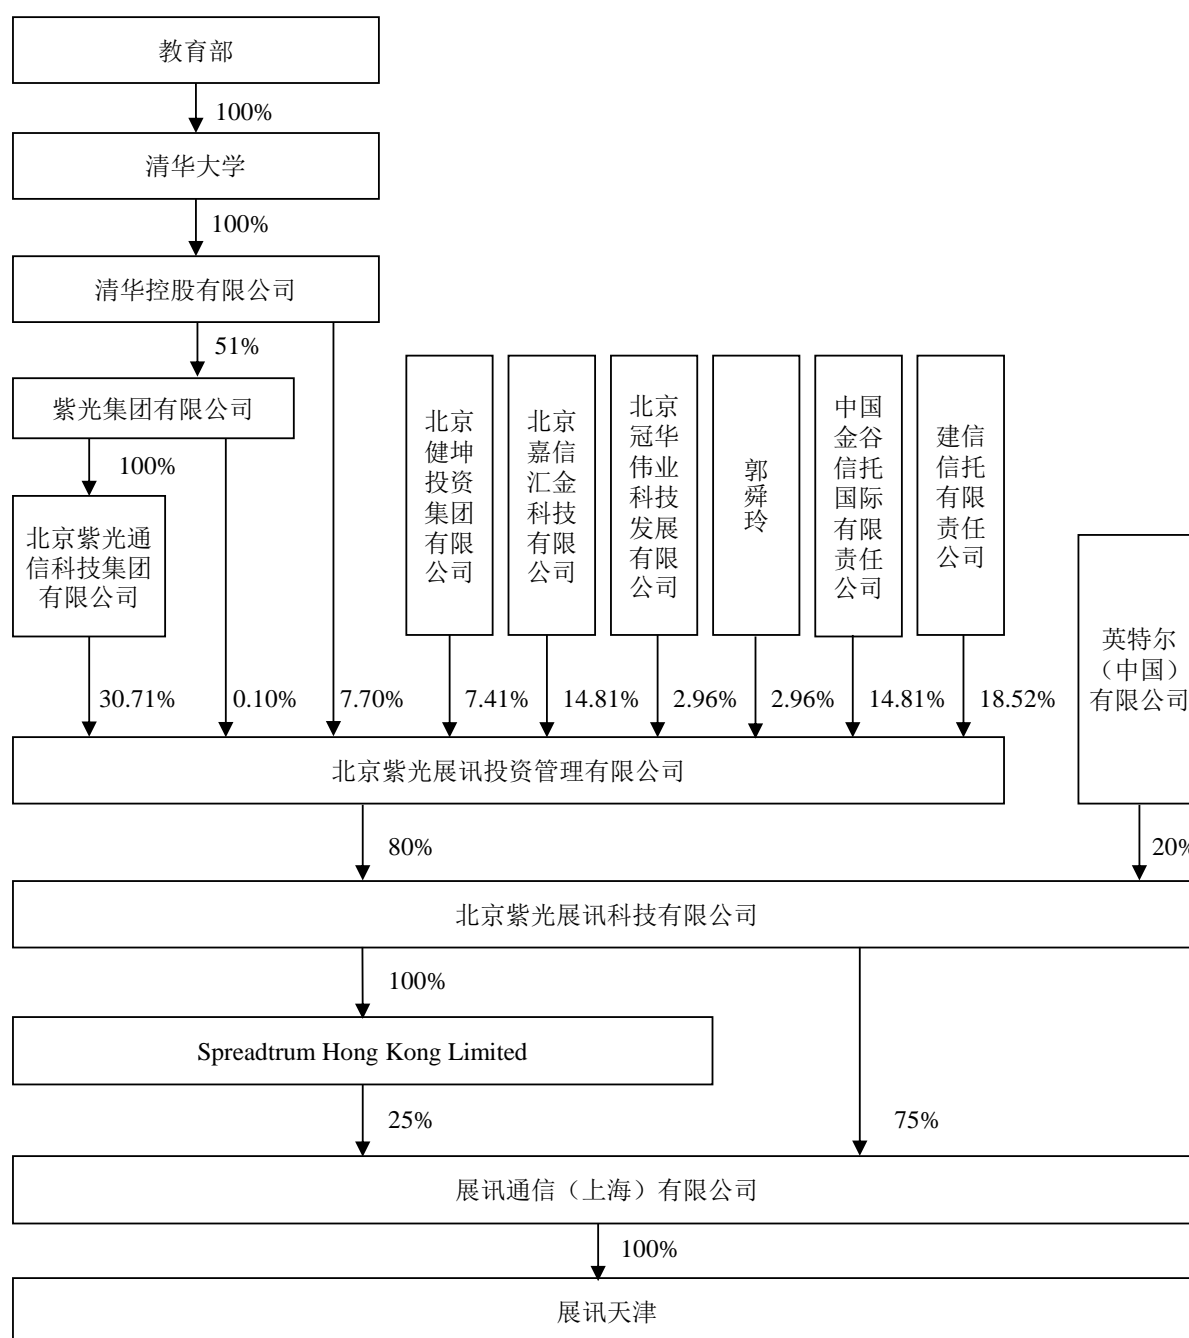 教育部
100%
清华大学
100%
清华控股有限公司
51%
紫光集团有限公司
100%
北京紫光通
信科技集团
有限公司
北京
健坤
投资
集团
有限
公司
北京
嘉信
汇金
科技
有限
公司
北京
冠华
伟业
科技
发展
有限
公司
郭
舜
玲
中国
金谷
信托
国际
有限
责任
公司
建信
信托
有限
责任
公司
英特尔
（中国）
有限公司
30.71%
0.10%
7.70%
7.41%
14.81%
2.96%
2.96%
14.81%
18.52%
北京紫光展讯投资管理有限公司
80%
20%
北京紫光展讯科技有限公司
100%
Spreadtrum Hong Kong Limited
25%
75%
展讯通信（上海）有限公司
100%
展讯天津